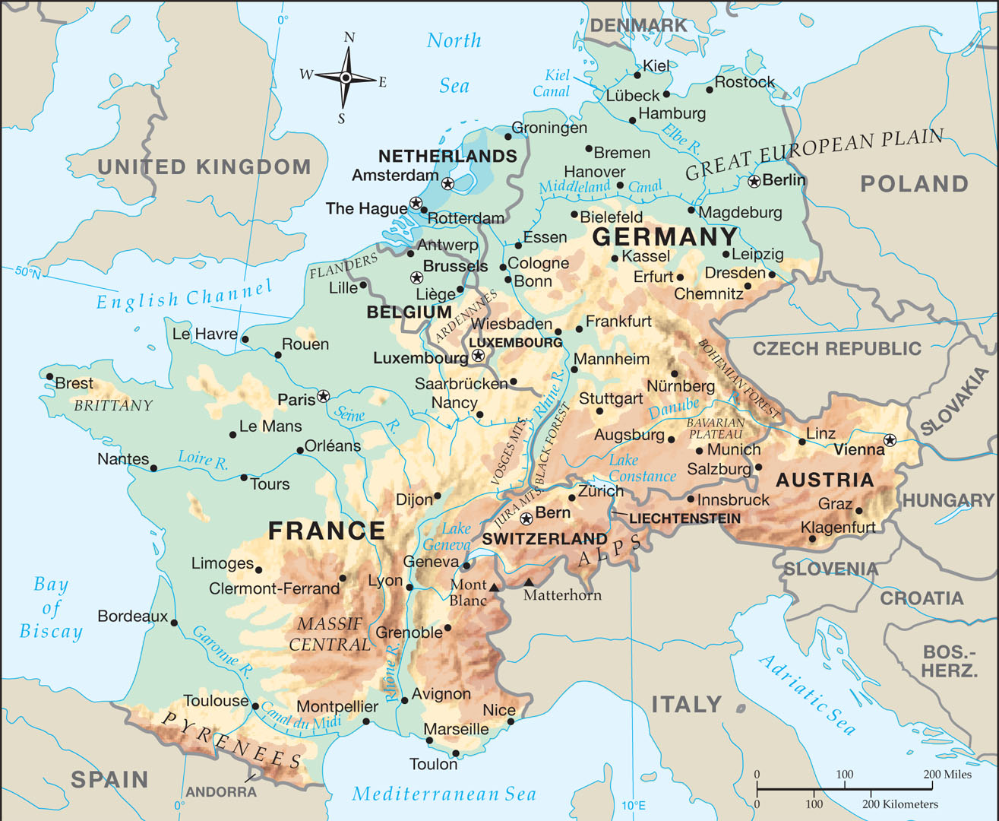 0°
North
Sea
DENMARK
N
W
E
S
Kiel
Canal
Kiel
Lübeck
Rostock
Hamburg
Elbe R.
Groningen
Bremen
NETHERLANDS
Amsterdam
UNITED KINGDOM
GREAT EUROPEAN PLAIN
Hanover
Middleland Canal
Berlin
POLAND
The Hague
Rotterdam
Bielefeld
Magdeburg
GERMANY
Essen
Antwerp
FLANDERS
Brussels
Cologne
Kassel
Leipzig
Bonn
Erfurt
Dresden
Chemnitz
Lille
Liège
BELGIUM
ARDENNNES
50°N
English Channel
Le Havre
Rouen
Wiesbaden
Frankfurt
LUXEMBOURG
Luxembourg
Mannheim
BOHEMIAN FOREST
CZECH REPUBLIC
Brest
BRITTANY
Paris
Saarbrücken
Nancy
Rhine R.
Nürnberg
Stuttgart
Danube R.
SLOVAKIA
Seine R.
Le Mans
Orléans
VOSGES MTS.
BLACK FOREST
BAVARIAN
PLATEAU
Augsburg
Munich
Linz
Vienna
Nantes
Loire R.
Tours
Lake
Constance
Salzburg
AUSTRIA
Dijon
JURA MTS.
Zürich
Bern
Innsbruck
LIECHTENSTEIN
Graz
HUNGARY
Klagenfurt
FRANCE
Lake
Geneva
SWITZERLAND
ALPS
Limoges
Clermont-Ferrand
Lyon
Geneva
Mont
Blanc
Matterhorn
SLOVENIA
CROATIA
Bay
of
Biscay
Bordeaux
Garonne R.
MASSIF
CENTRAL
Grenoble
Rhône R.
BOS.-
HERZ.
Adriatic Sea
Toulouse
Canal du Midi
Montpellier
Avignon
Nice
Marseille
Toulon
ITALY
PYRENEES
SPAIN
ANDORRA
Mediterranean Sea
0°
10°E
0 100 200 Miles
0 100 200 Kilometers